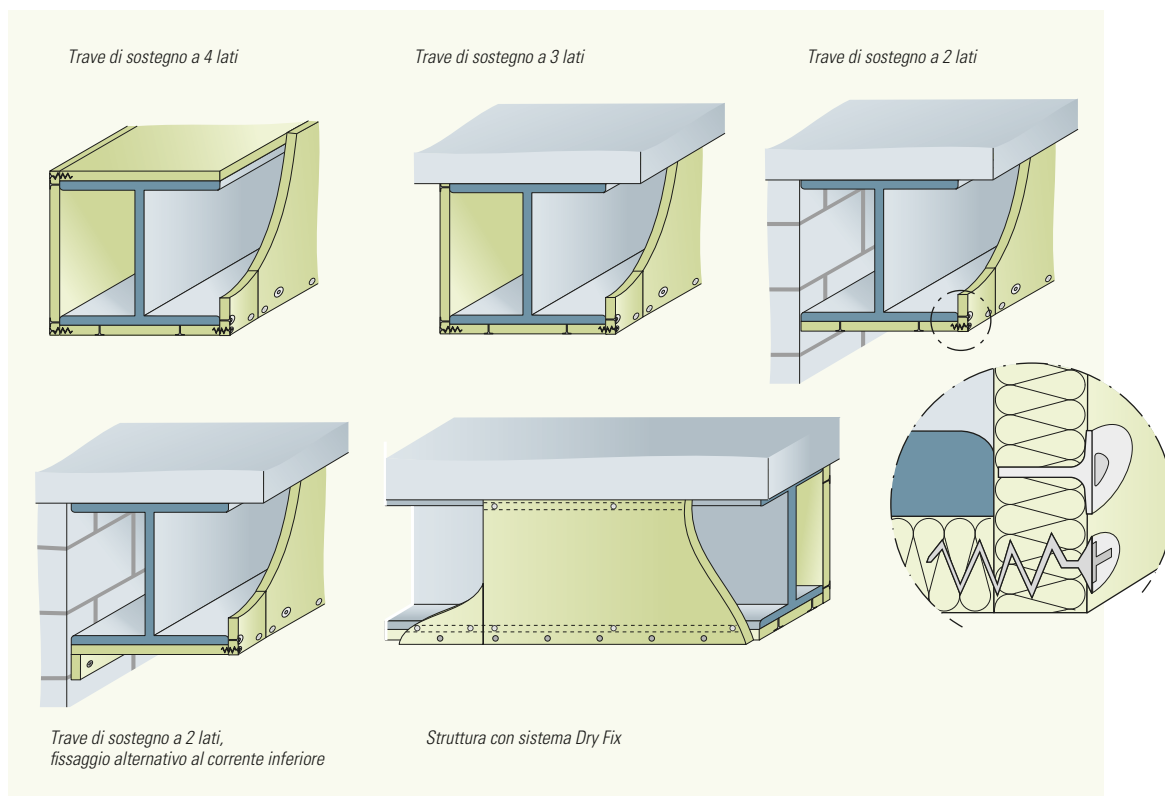 Trave di sostegno a 4 lati
Trave di sostegno a 3 lati
Trave di sostegno a 2 lati
Trave di sostegno a 2 lati,
fissaggio alternativo al corrente inferiore
Struttura con sistema Dry Fix